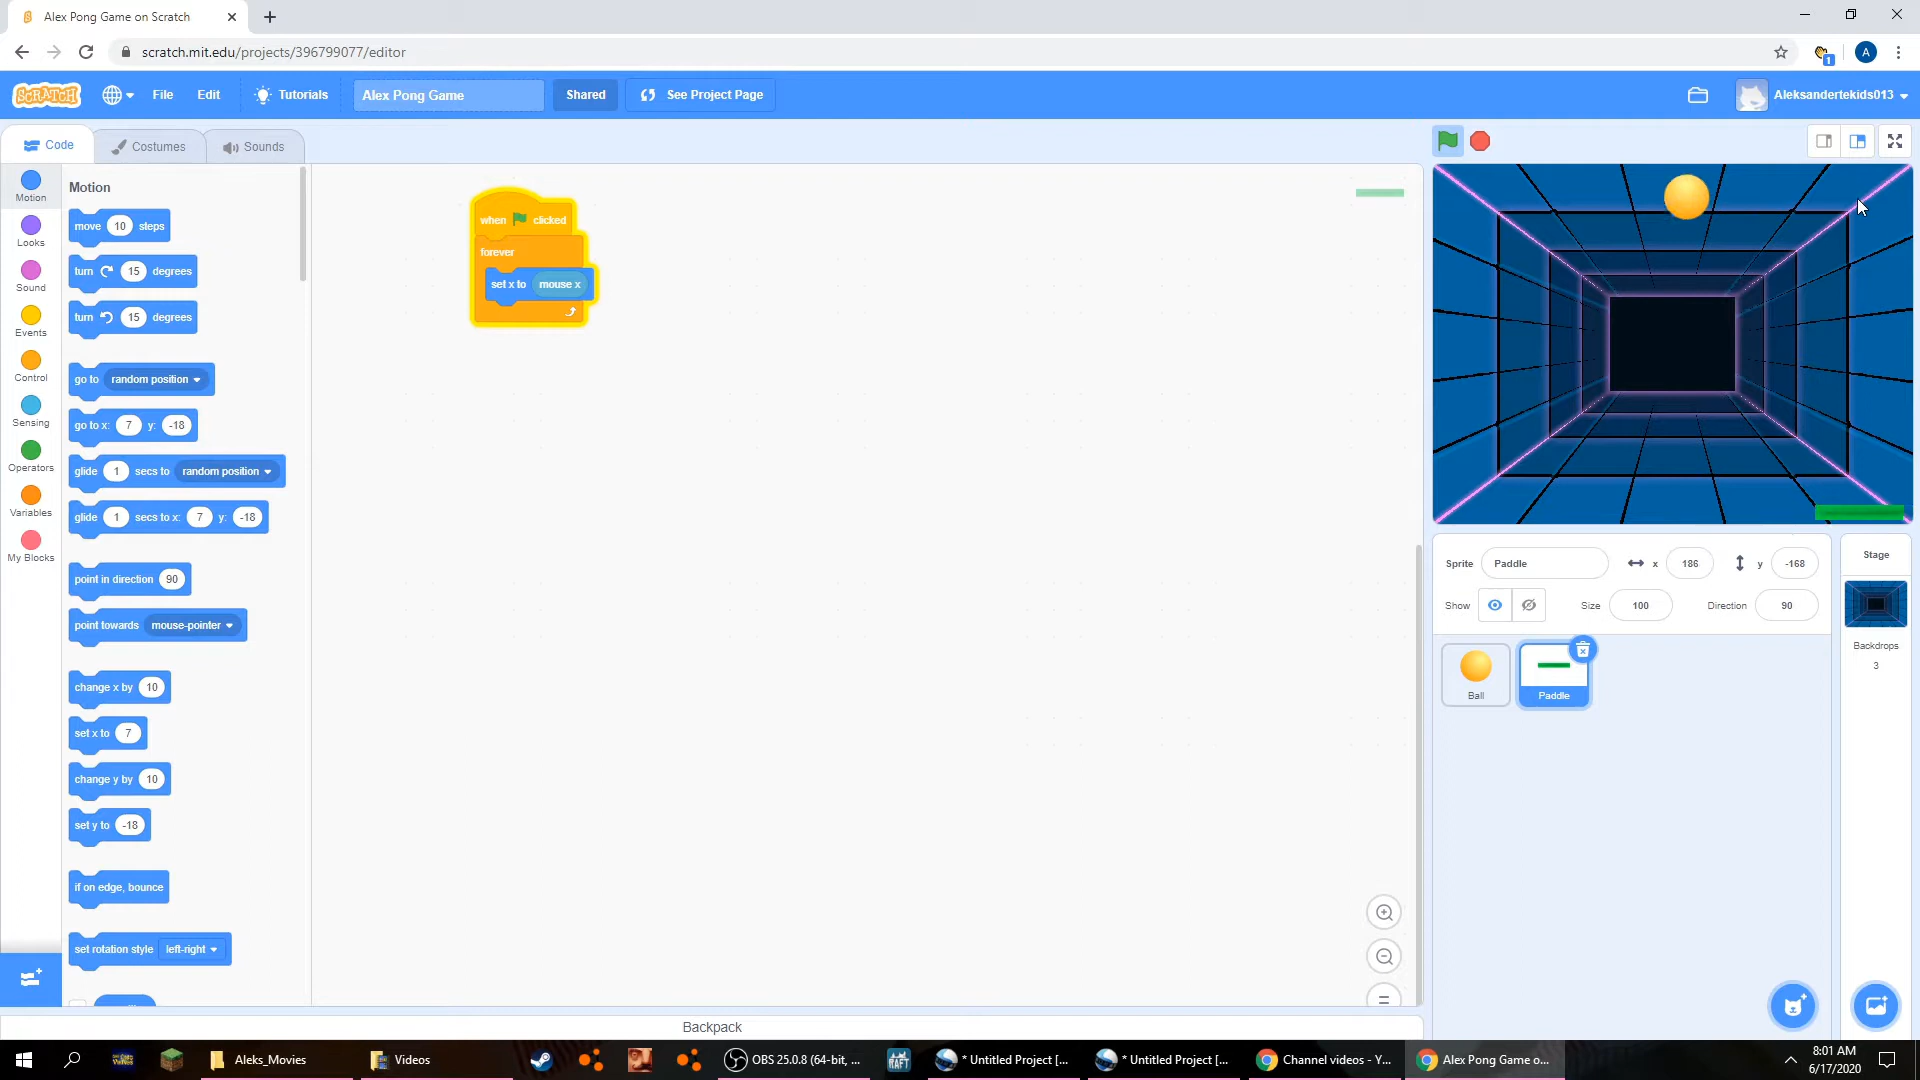 Alex Pong Game on Scratch
scratch.mit.edu/projects/396799077/editor
A
1
SCRATCH
File
Edit
Tutorials
Alex Pong Game
Shared
See Project Page
Aleksandertekids013
Code
Costumes
Sounds
Motion
Looks
Sound
Events
Control
Sensing
Operators
Variables
My Blocks
Motion
move 10 steps
turn 15 degrees
turn 15 degrees
go to random position
go to x: 7 y: -18
glide 1 secs to random position
glide 1 secs to x: 7 y: -18
point in direction 90
point towards mouse-pointer
change x by 10
set x to 7
change y by 10
set y to -18
if on edge, bounce
set rotation style left-right
when clicked
forever
set x to mouse x
Sprite Paddle x 186 y -168
Show Size 100 Direction 90
Ball
Paddle
Stage
Backdrops
3
Backpack
Aleks_Movies
Videos
RAFT
OBS 25.0.8 (64-bit, ...
* Untitled Project [...
* Untitled Project [...
Channel videos - Y...
Alex Pong Game o...
8:01 AM
6/17/2020